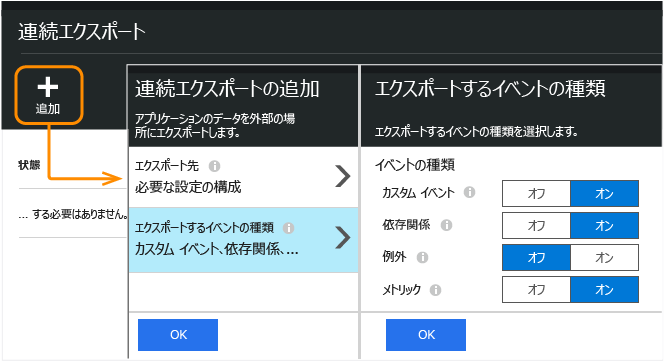 連続エクスポート
追加
状態
... する必要はありません。
連続エクスポートの追加
アプリケーションのデータを外部の場
所にエクスポートします。
エクスポート先
必要な設定の構成
エクスポートするイベントの種類
カスタム イベント、依存関係、...
OK
エクスポートするイベントの種類
エクスポートするイベントの種類を選択します。
イベントの種類
カスタム イベント オフ オン
依存関係 オフ オン
例外 オフ オン
メトリック オフ オン
OK